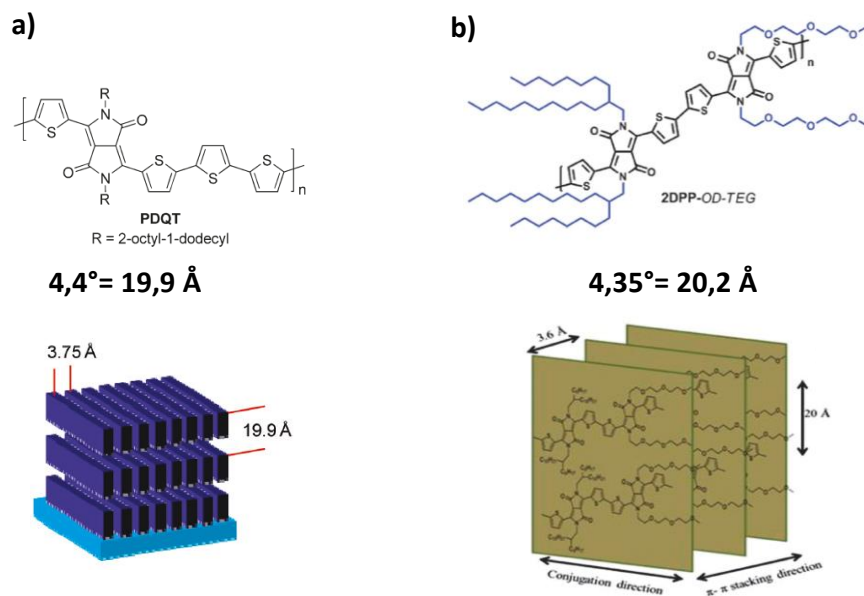 a)
R
N
O
S
S
S
S
O
N
R
n
PDQT
R = 2-octyl-1-dodecyl
4,4°= 19,9 Å
3.75 Å
19.9 Å
b)
O
O
O
N
S
n
O
O
N
O
O
O
N
O
S
S
S
O
N
2DPP-OD-TEG
4,35°= 20,2 Å
3.6 Å
20 Å
Conjugation direction
π- π stacking direction